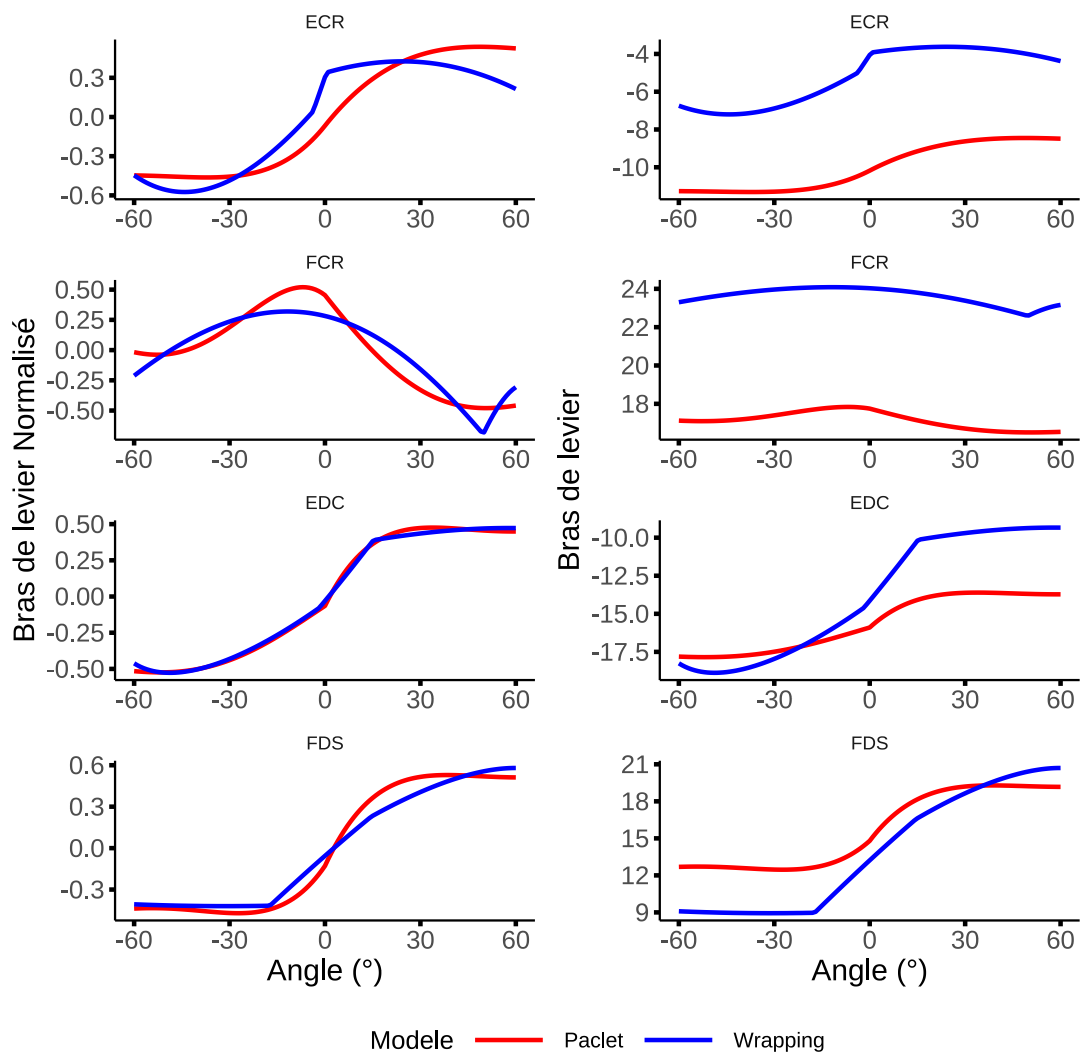 ECR
0.3
0.0
-0.3
-0.6
-60 -30 0 30 60
FCR
0.50
0.25
0.00
-0.25
-0.50
-60 -30 0 30 60
EDC
0.50
0.25
0.00
-0.25
-0.50
-60 -30 0 30 60
FDS
0.6
0.3
0.0
-0.3
-60 -30 0 30 60
Bras de levier Normalisé
Angle (°)
ECR
-4
-6
-8
-10
-60 -30 0 30 60
FCR
24
22
20
18
-60 -30 0 30 60
EDC
-10.0
-12.5
-15.0
-17.5
-60 -30 0 30 60
FDS
21
18
15
12
9
-60 -30 0 30 60
Bras de levier
Angle (°)
Modele Paclet Wrapping